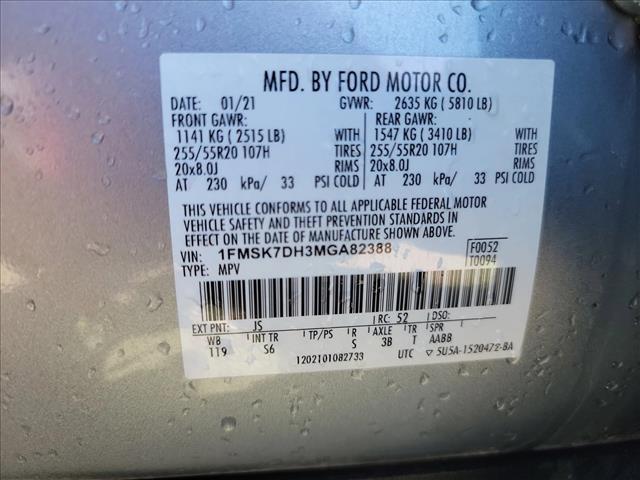 MFD. BY FORD MOTOR CO.
DATE: 01/21 GVWR: 2635 KG (5810 LB)
FRONT GAWR: REAR GAWR:
1141 KG (2515 LB) WITH 1547 KG (3410 LB) WITH
255/55R20 107H TIRES 255/55R20 107H TIRES
20x8.0J RIMS 20x8.0J RIMS
AT 230 kPa/ 33 PSI COLD AT 230 kPa/ 33 PSI COLD
THIS VEHICLE CONFORMS TO ALL APPLICABLE FEDERAL MOTOR
VEHICLE SAFETY AND THEFT PREVENTION STANDARDS IN
EFFECT ON THE DATE OF MANUFACTURE SHOWN ABOVE.
VIN: 1FMSK7DH3MGA82388 F0052
TYPE: MPV T0094
EXT PNT: JS RC: 52 DSO:
WB INT TR TP/PS R AXLE TR SPR
119 S6 S 3B T AABB
1202101082733 UTC ▽ 5U5A-1520472-BA